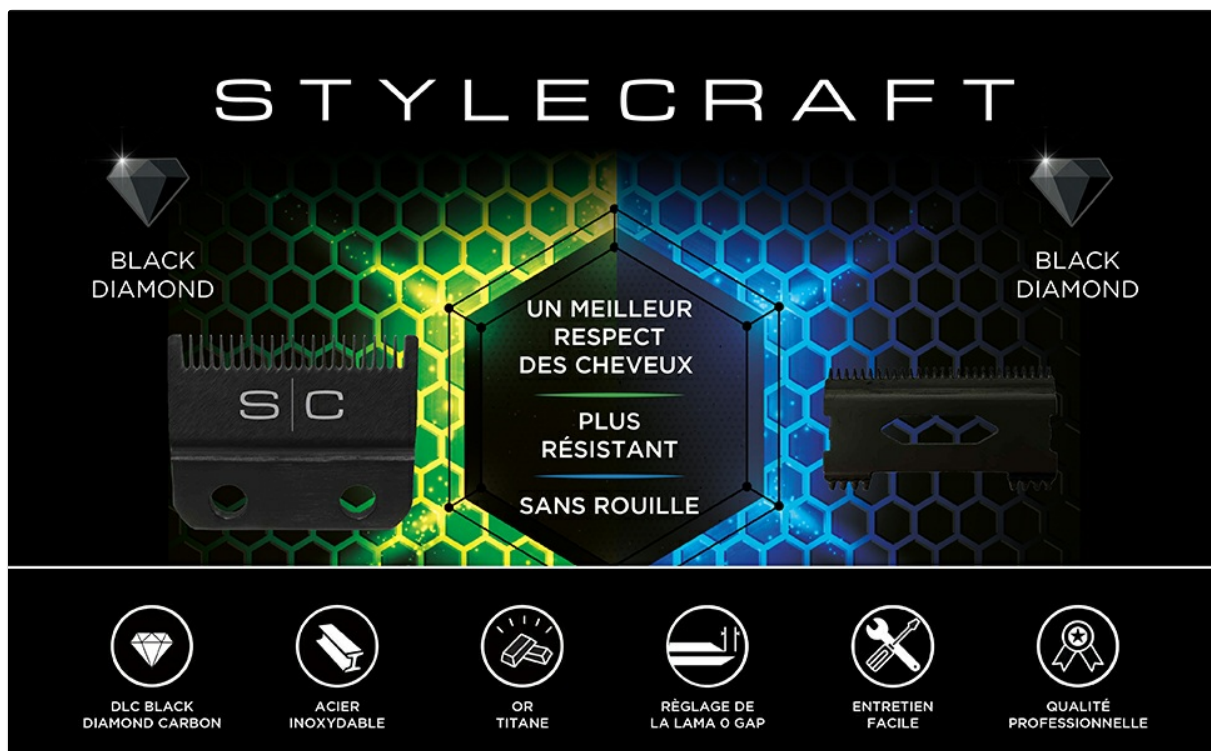 STYLECRAFT
BLACK
DIAMOND
BLACK
DIAMOND
UN MEILLEUR
RESPECT
DES CHEVEUX
PLUS
RÉSISTANT
SANS ROUILLE
S|C
DLC BLACK
DIAMOND CARBON
ACIER
INOXYDABLE
OR
TITANE
RÈGLAGE DE
LA LAMA 0 GAP
ENTRETIEN
FACILE
QUALITÉ
PROFESSIONNELLE